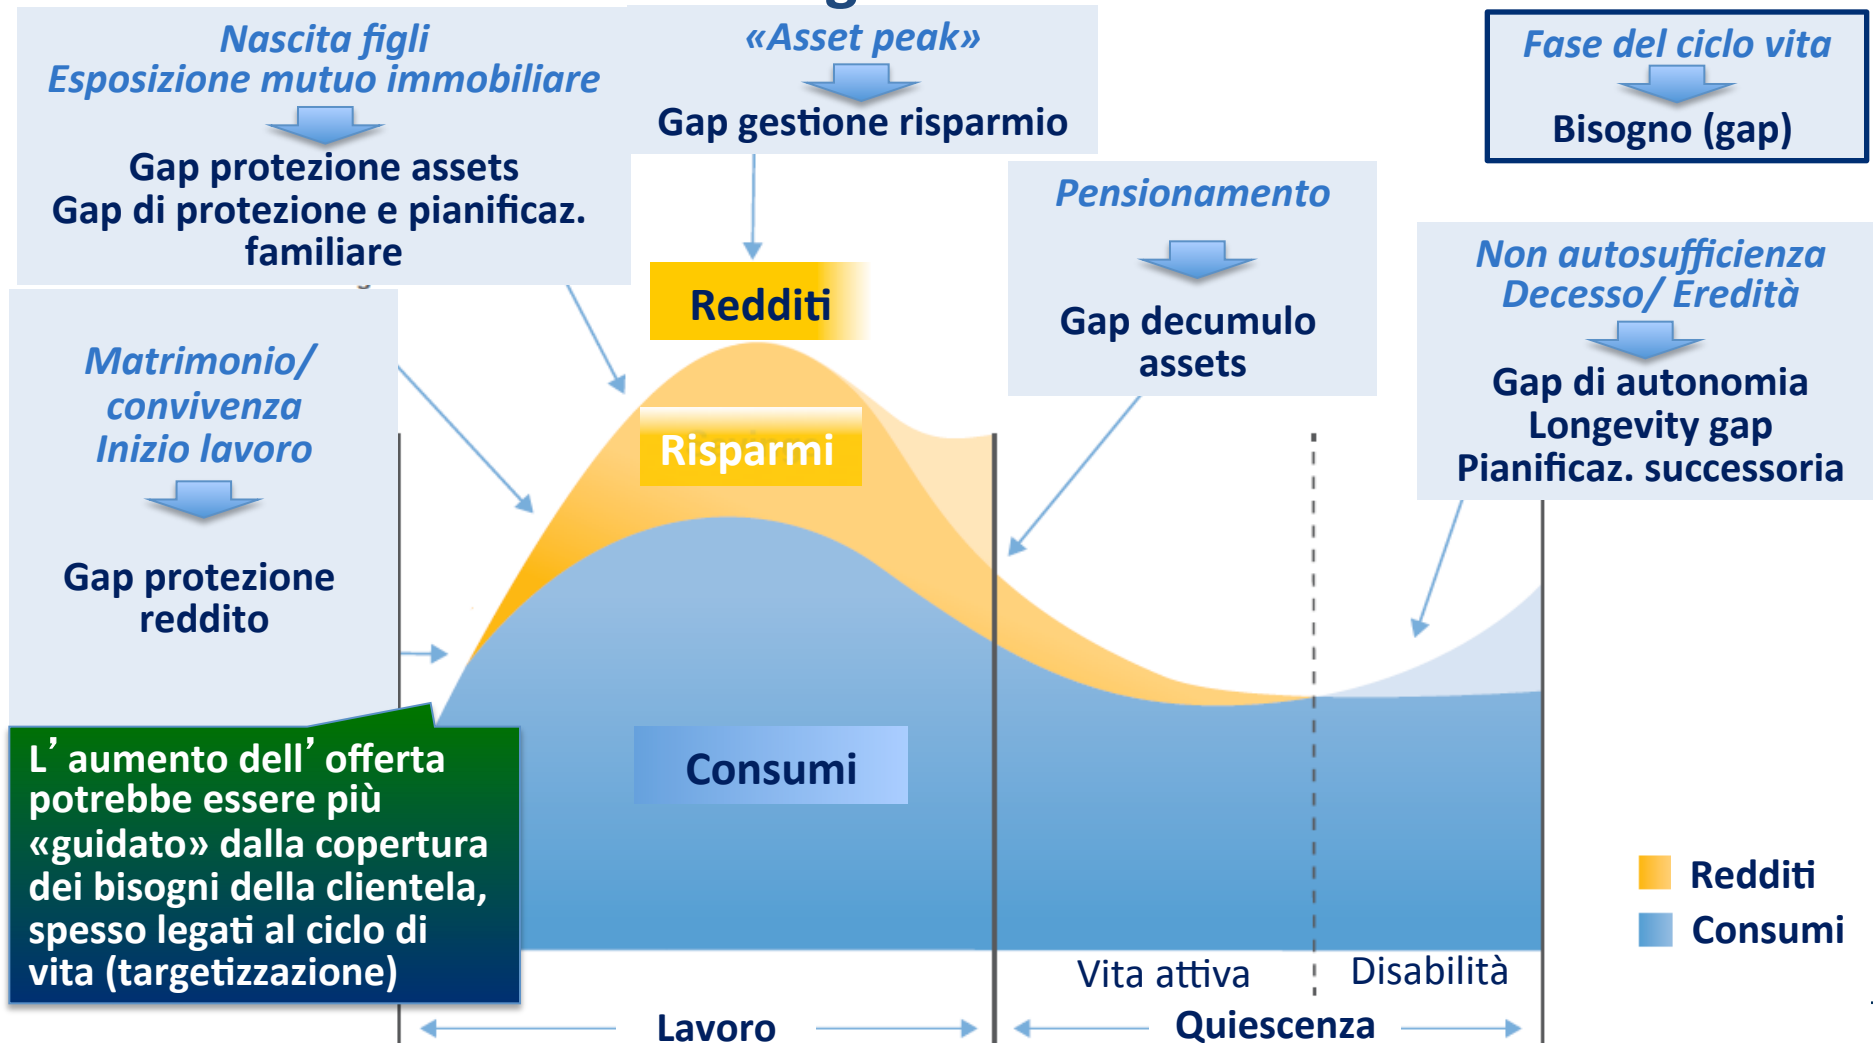 Nascita figli
Esposizione mutuo immobiliare
Gap protezione assets
Gap di protezione e pianificaz.
familiare
«Asset peak»
Gap gestione risparmio
Fase del ciclo vita
Bisogno (gap)
Matrimonio/
convivenza
Inizio lavoro
Gap protezione
reddito
Redditi
Risparmi
Consumi
Pensionamento
Gap decumulo
assets
Non autosufficienza
Decesso/ Eredità
Gap di autonomia
Longevity gap
Pianificaz. successoria
L’ aumento dell’ offerta
potrebbe essere più
«guidato» dalla copertura
dei bisogni della clientela,
spesso legati al ciclo di
vita (targetizzazione)
Redditi
Consumi
Vita attiva
Disabilità
Lavoro
Quiescenza